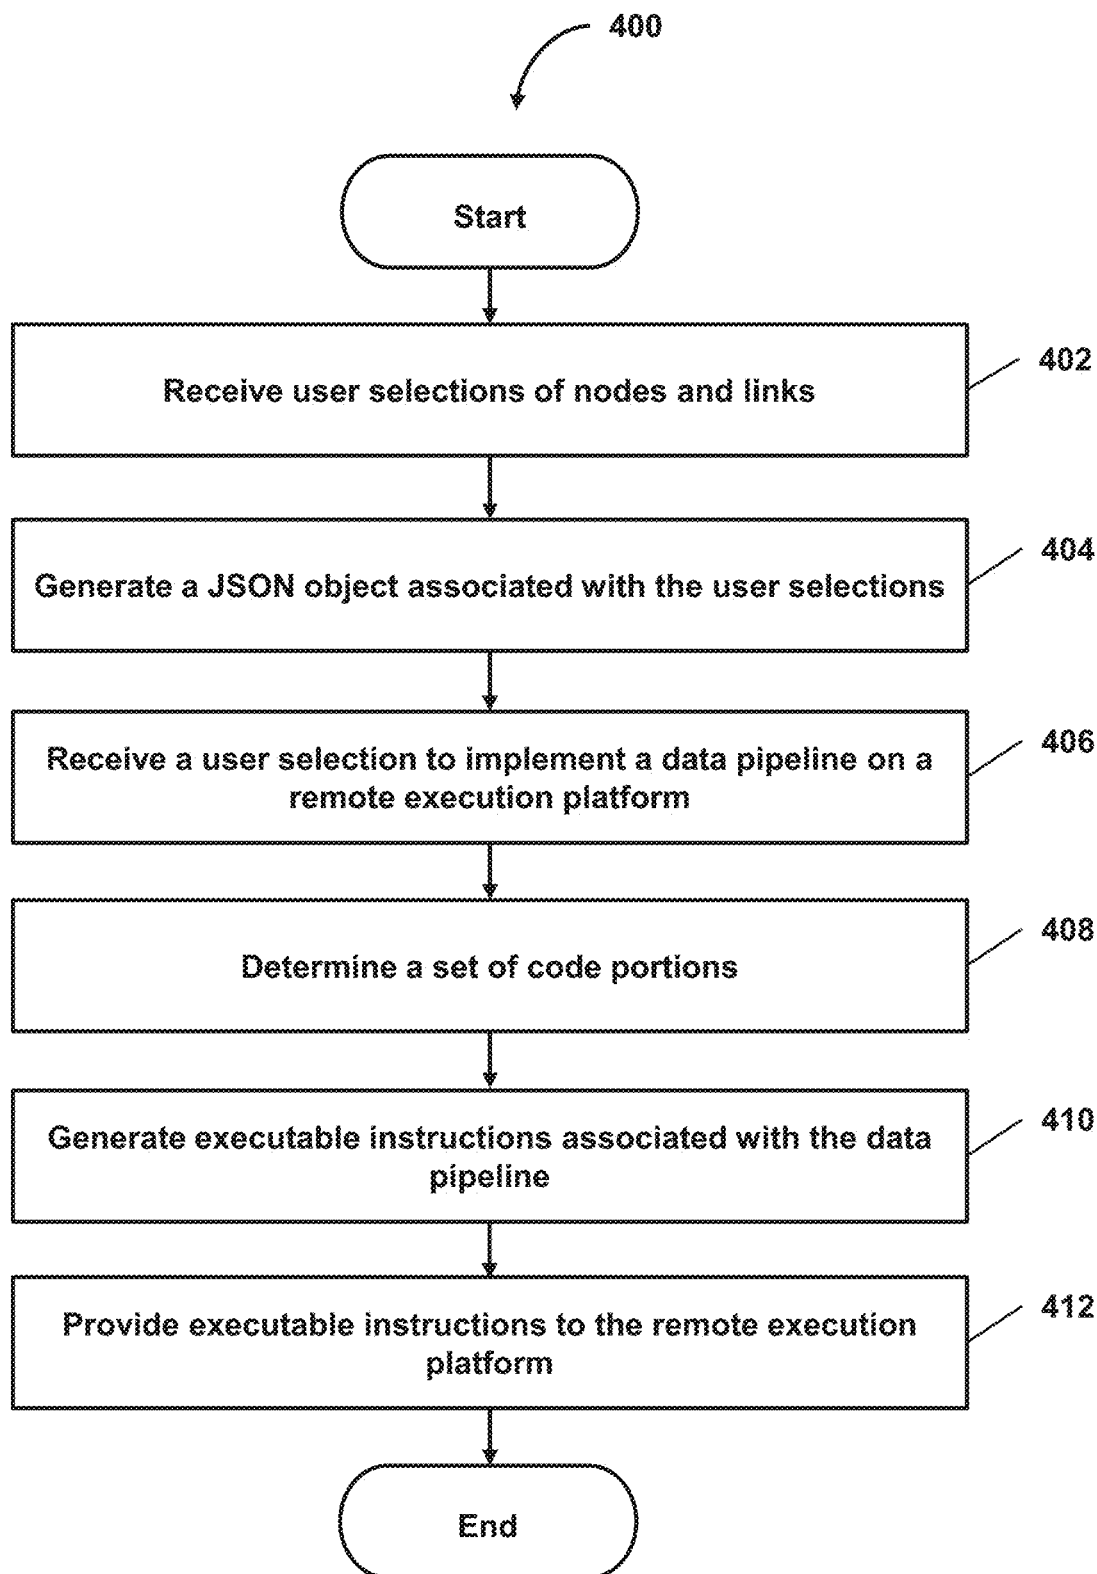 400
Start
Receive user selections of nodes and links
402
Generate a JSON object associated with the user selections
404
Receive a user selection to implement a data pipeline on a
remote execution platform
406
Determine a set of code portions
408
Generate executable instructions associated with the data
pipeline
410
Provide executable instructions to the remote execution
platform
412
End